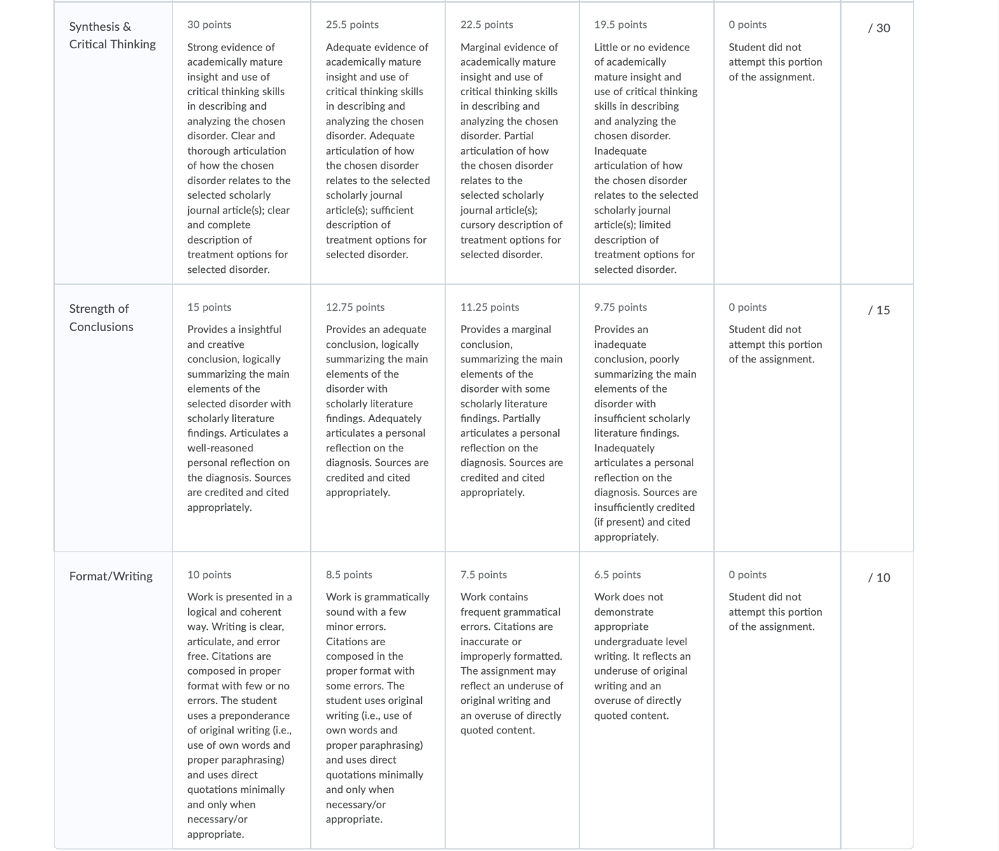 Synthesis &
Critical Thinking
30 points
Strong evidence of
academically mature
insight and use of
critical thinking skills
in describing and
analyzing the chosen
disorder. Clear and
thorough articulation
of how the chosen
disorder relates to the
selected scholarly
journal article(s); clear
and complete
description of
treatment options for
selected disorder.
25.5 points
Adequate evidence of
academically mature
insight and use of
critical thinking skills
in describing and
analyzing the chosen
disorder. Adequate
articulation of how
the chosen disorder
relates to the selected
scholarly journal
article(s); sufficient
description of
treatment options for
selected disorder.
22.5 points
Marginal evidence of
academically mature
insight and use of
critical thinking skills
in describing and
analyzing the chosen
disorder. Partial
articulation of how
the chosen disorder
relates to the
selected scholarly
journal article(s);
cursory description of
treatment options for
selected disorder.
19.5 points
Little or no evidence
of academically
mature insight and
use of critical thinking
skills in describing
and analyzing the
chosen disorder.
Inadequate
articulation of how
the chosen disorder
relates to the selected
scholarly journal
article(s); limited
description of
treatment options for
selected disorder.
0 points
Student did not
attempt this portion
of the assignment.
/ 30
Strength of
Conclusions
15 points
Provides a insightful
and creative
conclusion, logically
summarizing the main
elements of the
selected disorder with
scholarly literature
findings. Articulates a
well-reasoned
personal reflection on
the diagnosis. Sources
are credited and cited
appropriately.
12.75 points
Provides an adequate
conclusion, logically
summarizing the main
elements of the
disorder with
scholarly literature
findings. Adequately
articulates a personal
reflection on the
diagnosis. Sources are
credited and cited
appropriately.
11.25 points
Provides a marginal
conclusion,
summarizing the main
elements of the
disorder with some
scholarly literature
findings. Partially
articulates a personal
reflection on the
diagnosis. Sources are
credited and cited
appropriately.
9.75 points
Provides an
inadequate
conclusion, poorly
summarizing the main
elements of the
disorder with
insufficient scholarly
literature findings.
Inadequately
articulates a personal
reflection on the
diagnosis. Sources are
insufficiently credited
(if present) and cited
appropriately.
0 points
Student did not
attempt this portion
of the assignment.
/ 15
Format/Writing
10 points
Work is presented in a
logical and coherent
way. Writing is clear,
articulate, and error
free. Citations are
composed in proper
format with few or no
errors. The student
uses a preponderance
of original writing (i.e.,
use of own words and
proper paraphrasing)
and uses direct
quotations minimally
and only when
necessary/or
appropriate.
8.5 points
Work is grammatically
sound with a few
minor errors.
Citations are
composed in the
proper format with
some errors. The
student uses original
writing (i.e., use of
own words and
proper paraphrasing)
and uses direct
quotations minimally
and only when
necessary/or
appropriate.
7.5 points
Work contains
frequent grammatical
errors. Citations are
inaccurate or
improperly formatted.
The assignment may
reflect an underuse of
original writing and
an overuse of directly
quoted content.
6.5 points
Work does not
demonstrate
appropriate
undergraduate level
writing. It reflects an
underuse of original
writing and an
overuse of directly
quoted content.
0 points
Student did not
attempt this portion
of the assignment.
/ 10